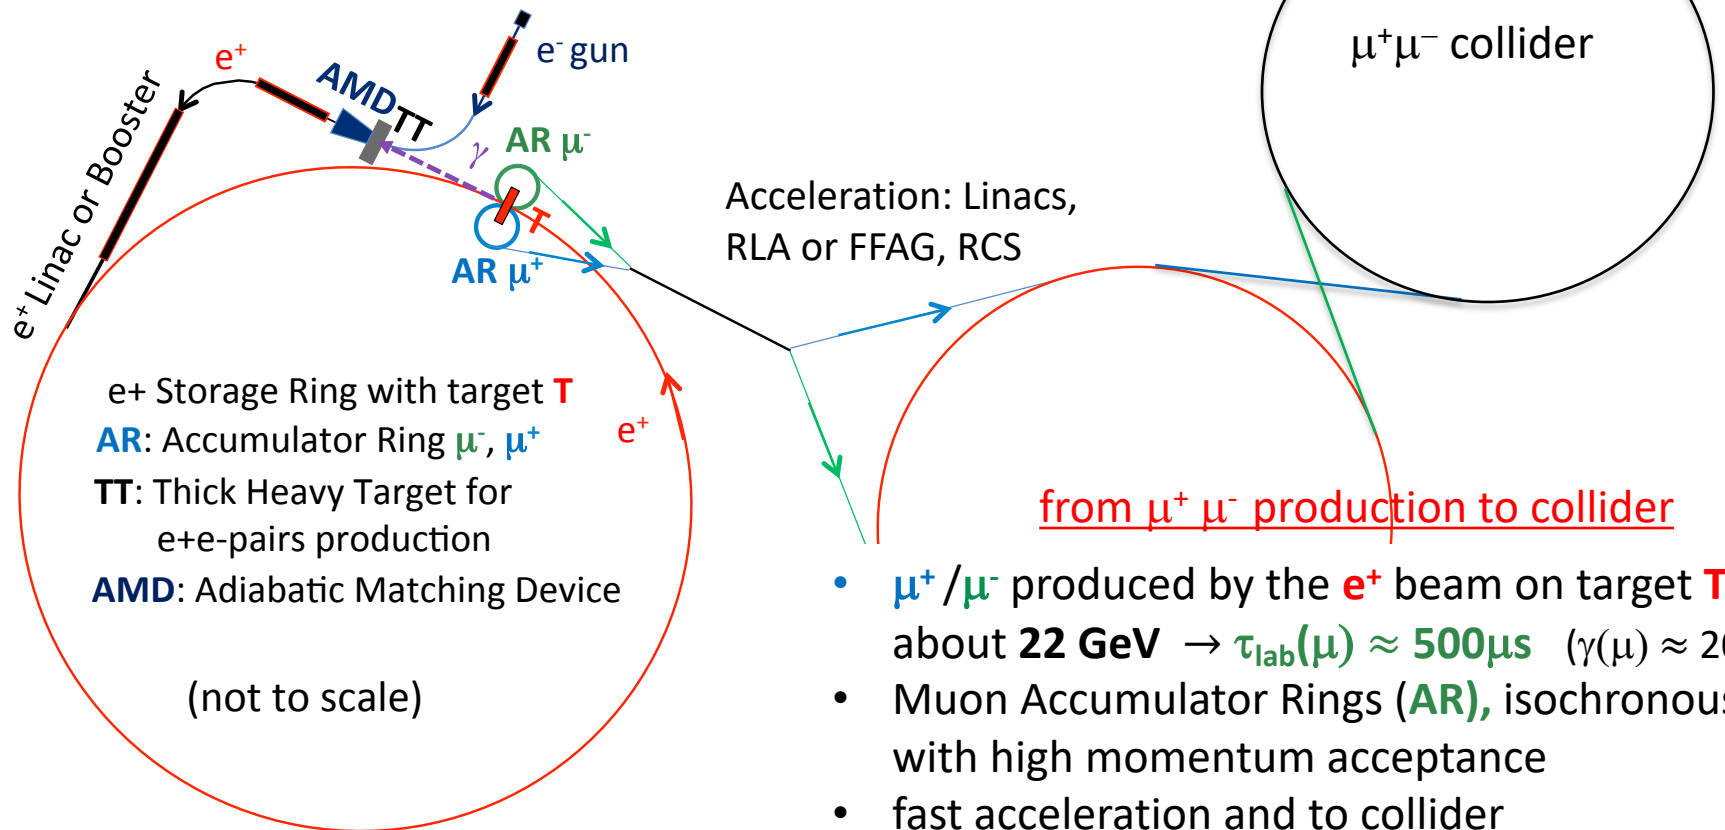 e⁺
e⁻ gun
AMD
TT
e⁺ Linac or Booster
γ
AR μ⁻
T
AR μ⁺
μ⁺μ⁻ collider
Acceleration: Linacs,
RLA or FFAG, RCS
e+ Storage Ring with target T
AR: Accumulator Ring μ⁻, μ⁺
TT: Thick Heavy Target for
e+e-pairs production
AMD: Adiabatic Matching Device
(not to scale)
e⁺
from μ⁺ μ⁻ production to collider
• μ⁺/μ⁻ produced by the e⁺ beam on target T
about 22 GeV → τlab(μ) ≈ 500μs (γ(μ) ≈ 20
• Muon Accumulator Rings (AR), isochronous
with high momentum acceptance
• fast acceleration and to collider